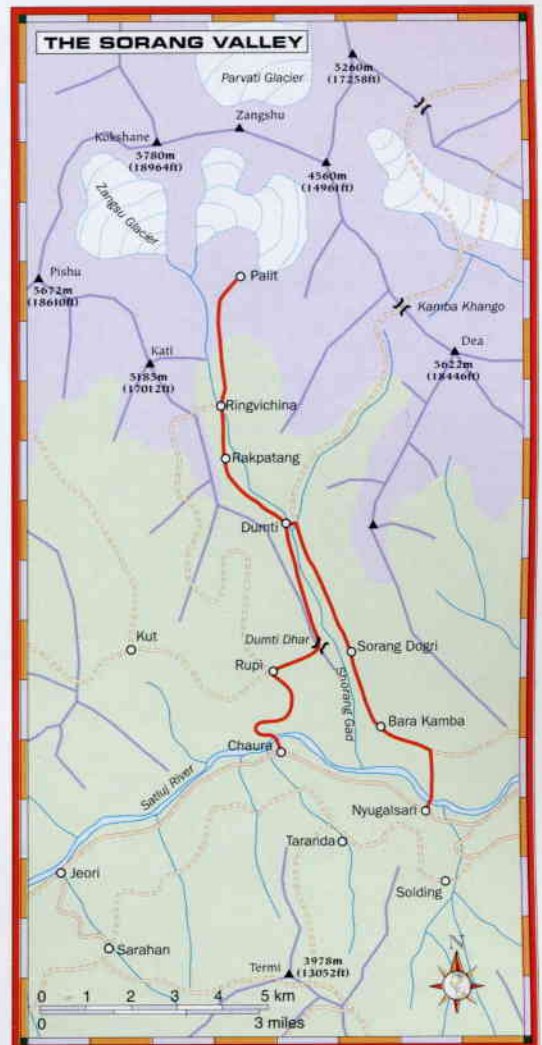 THE SORANG VALLEY
Parvati Glacier
5260m
(17258ft)
Zangshu
Kokshane
5780m
(18964ft)
4560m
(14961ft)
Zangsu Glacier
Pishu
5672m
(18610ft)
Palit
Kamba Khango
Dea
5622m
(18446ft)
Kati
5185m
(17012ft)
Ringvichina
Rakpatang
Dumti
Kut
Dumti Dhar
Sorang Dogri
Rupi
Shorang Gad
Bara Kamba
Chaura
Satluj River
Nyugalsari
Taranda
Jeori
Solding
Sarahan
Termi
3978m
(13052ft)
N
0 1 2 3 4 5 km
0 3 miles